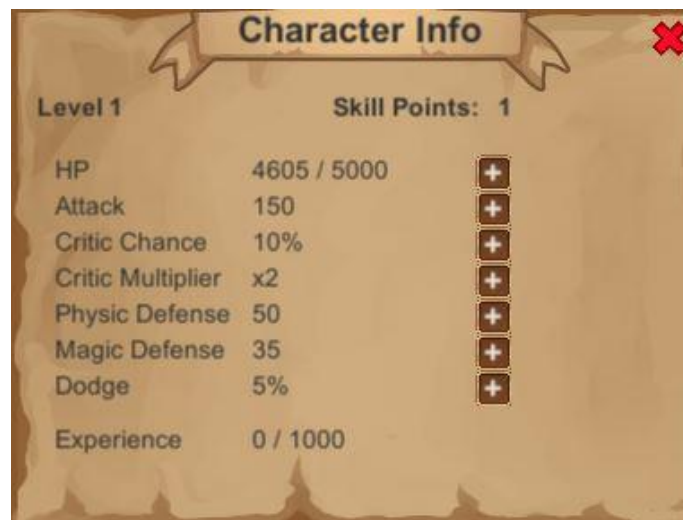 Character Info
Level 1 Skill Points: 1
HP 4605 / 5000
Attack 150
Critic Chance 10%
Critic Multiplier x2
Physic Defense 50
Magic Defense 35
Dodge 5%
Experience 0 / 1000